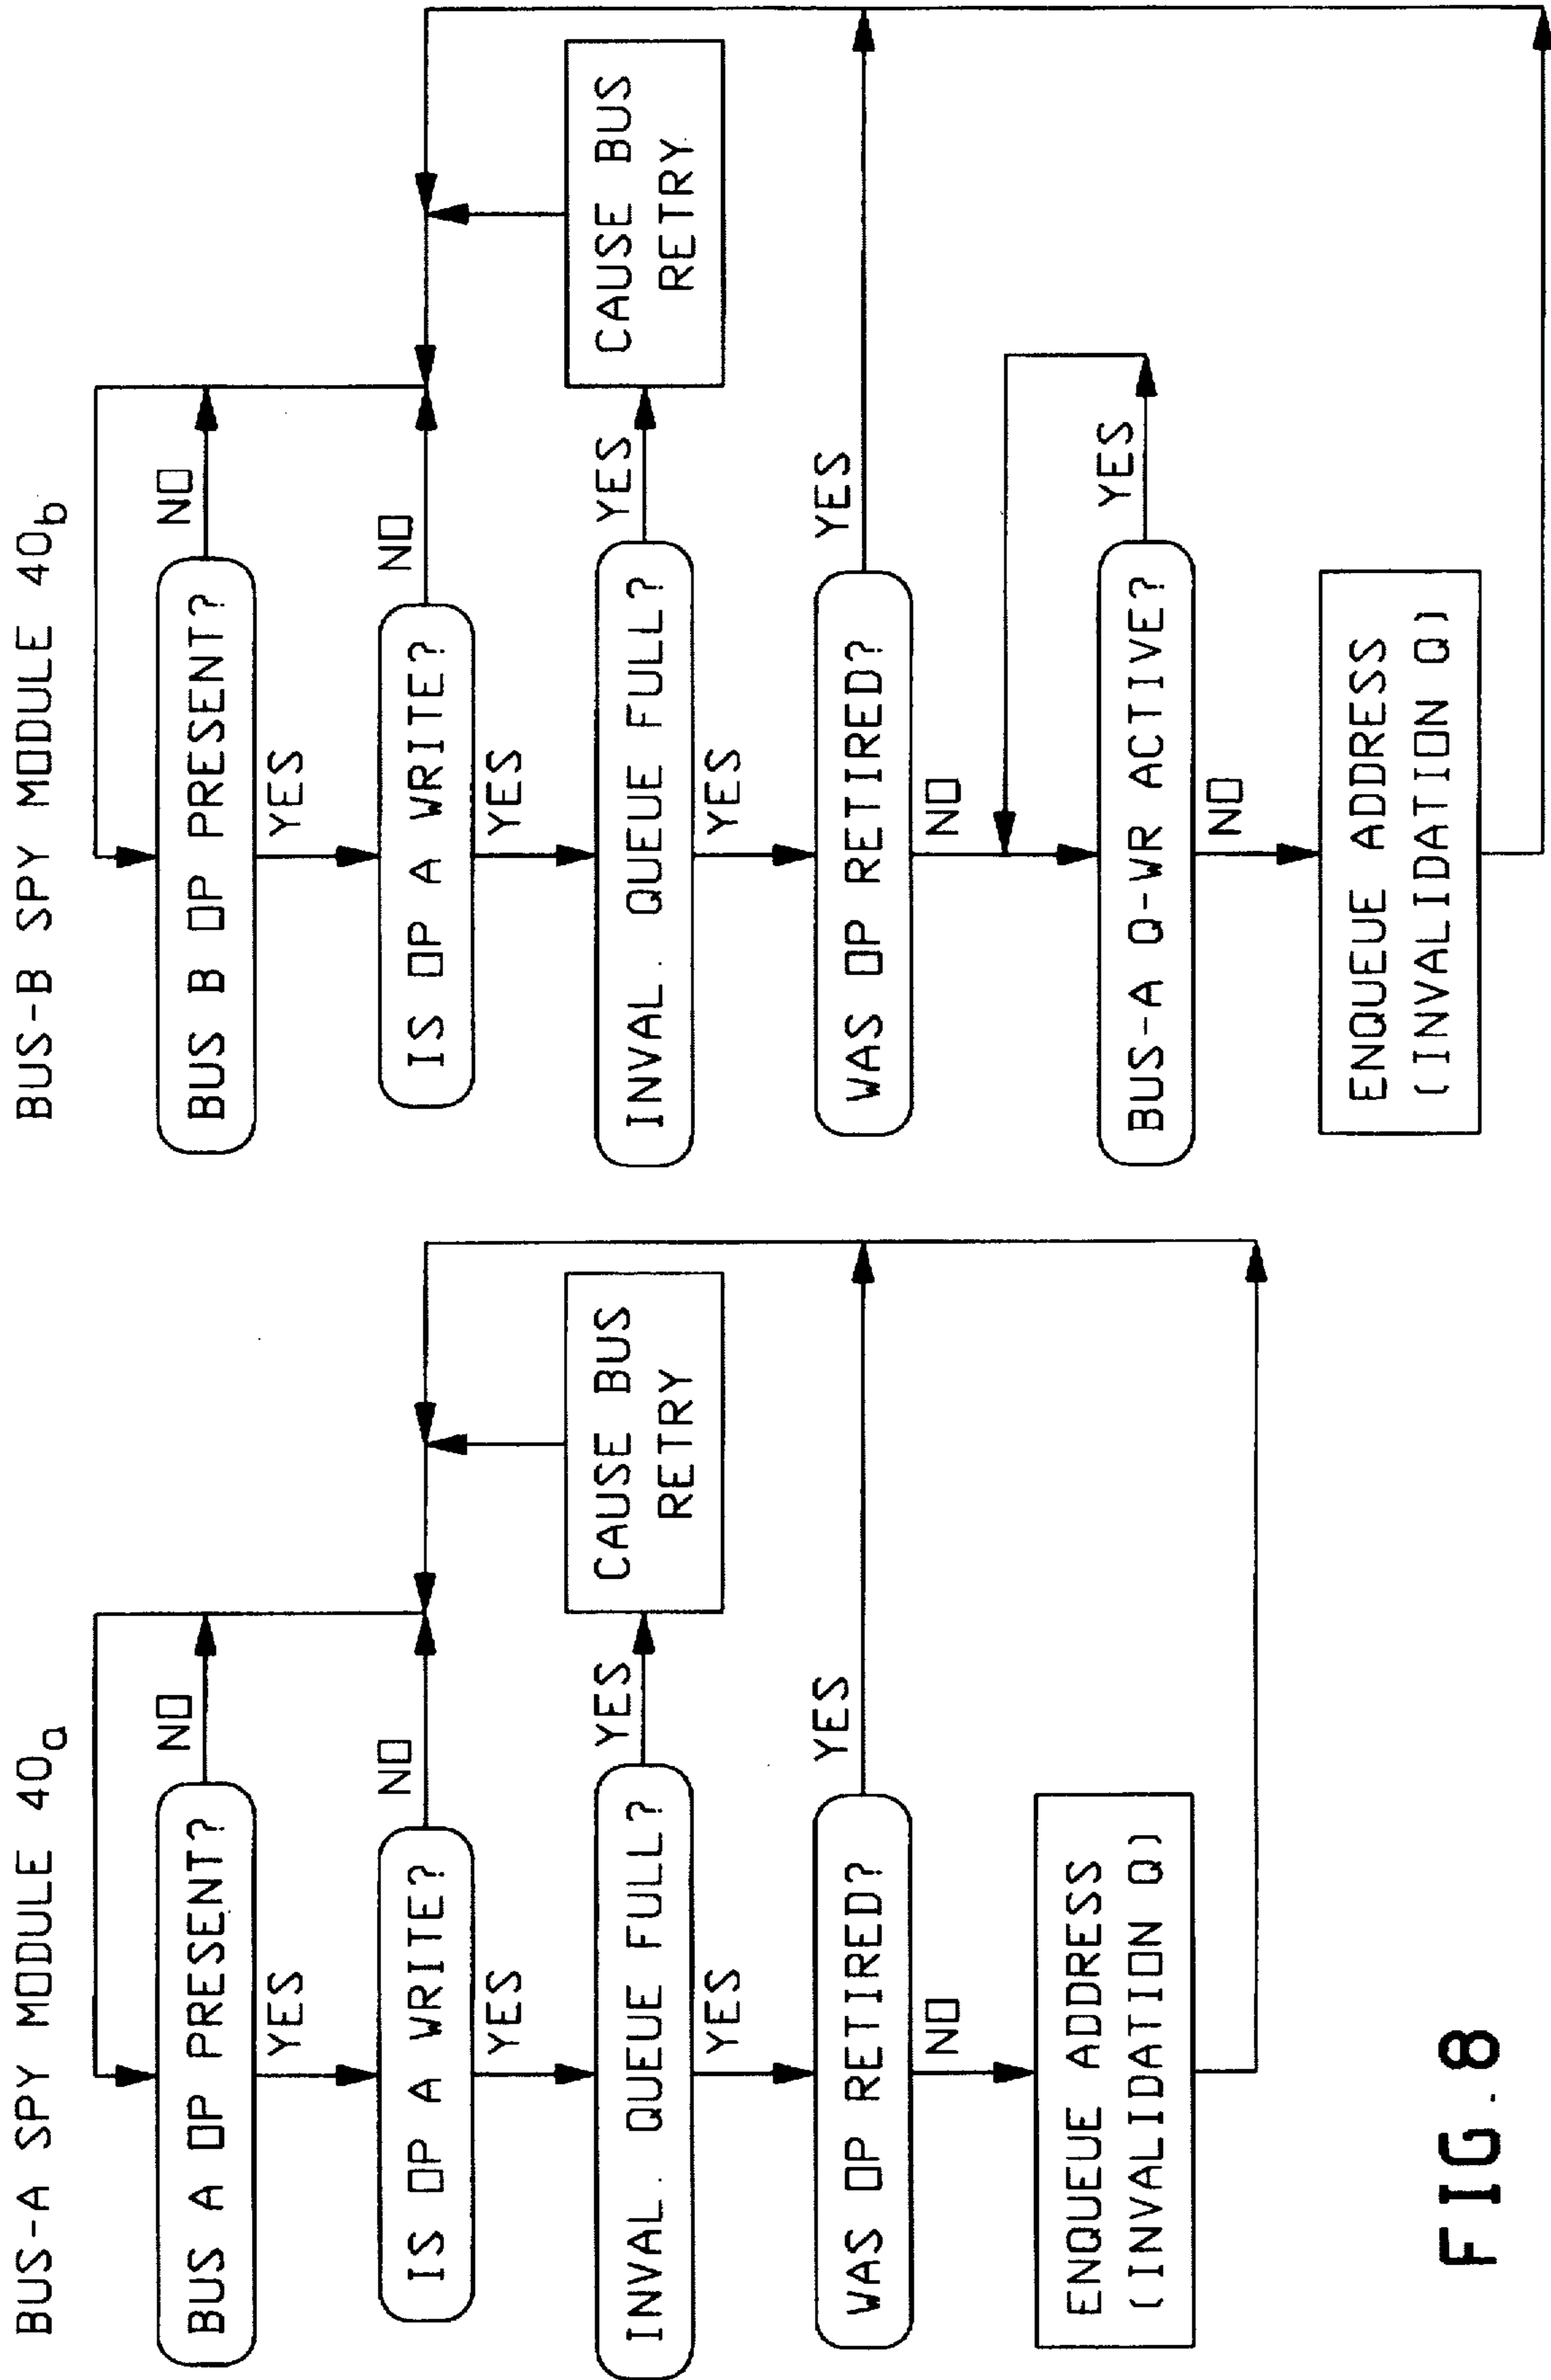 BUS-A SPY MODULE 40a
BUS A OP PRESENT?
NO
YES
IS OP A WRITE?
NO
YES
INVAL. QUEUE FULL?
YES
CAUSE BUS
RETRY
YES
WAS OP RETIRED?
YES
NO
ENQUEUE ADDRESS
(INVALIDATION Q)
BUS-B SPY MODULE 40b
BUS B OP PRESENT?
NO
YES
IS OP A WRITE?
NO
YES
INVAL. QUEUE FULL?
YES
CAUSE BUS
RETRY
YES
WAS OP RETIRED?
YES
NO
BUS-A Q-WR ACTIVE?
YES
NO
ENQUEUE ADDRESS
(INVALIDATION Q)
FIG.8